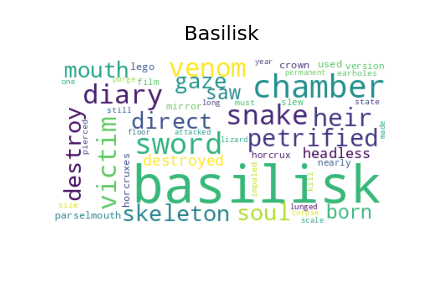 Basilisk
year
mouth lego venom crown used version
one purge film gaze saw permanent earholes
diary chamber
mirror long must slew state
still
destroy pierced victim direct snake heir
floor attacked made
sword lizard petrified
destroyed horcrux headless
nearly
horcruxes basilisk impaled kill
size lunged
parselmouth skeleton soul corpse born
scale